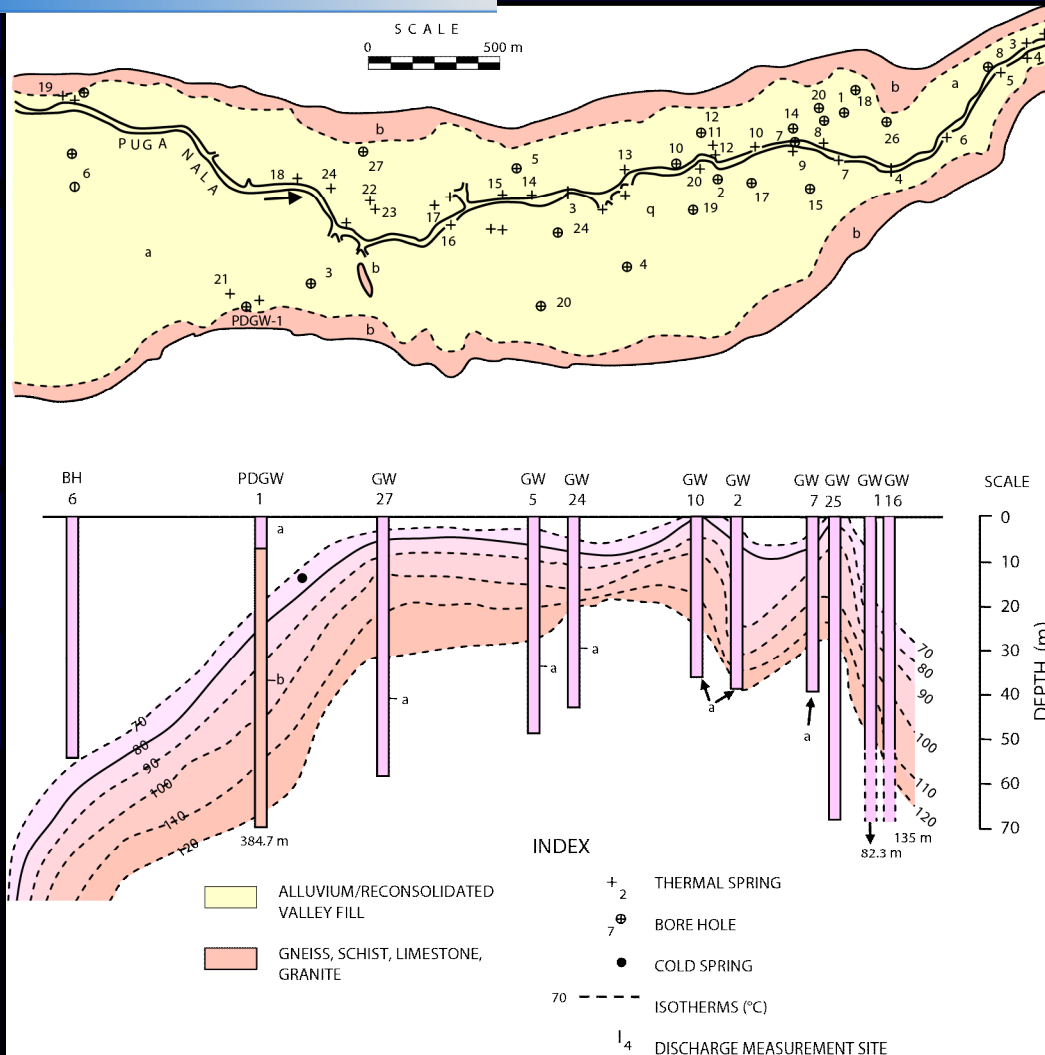 SCALE
0 500 m
19
PUGA
NALA
6
a
18
24
22
23
27
b
21
PDGW-1
3
b
b
17
16
15
14
5
3
24
20
4
13
q
10
12
11
12
20
2
19
10
17
14
7
9
20
8
1
18
15
7
26
b
a
4
6
b
8
3
5
4
BH
6
PDGW
1
GW
27
GW
5
GW
24
GW
10
GW
2
GW
7
25
GW
1
GW
16
SCALE
0
10
20
30
40
50
60
70
DEPTH (m)
a
b
a
a
a
a
a
70
80
90
100
110
120
70
80
90
100
110
120
384.7 m
135 m
82.3 m
INDEX
ALLUVIUM/RECONSOLIDATED
VALLEY FILL
GNEISS, SCHIST, LIMESTONE,
GRANITE
2 THERMAL SPRING
7 BORE HOLE
COLD SPRING
70 ISOTHERMS (°C)
4 DISCHARGE MEASUREMENT SITE